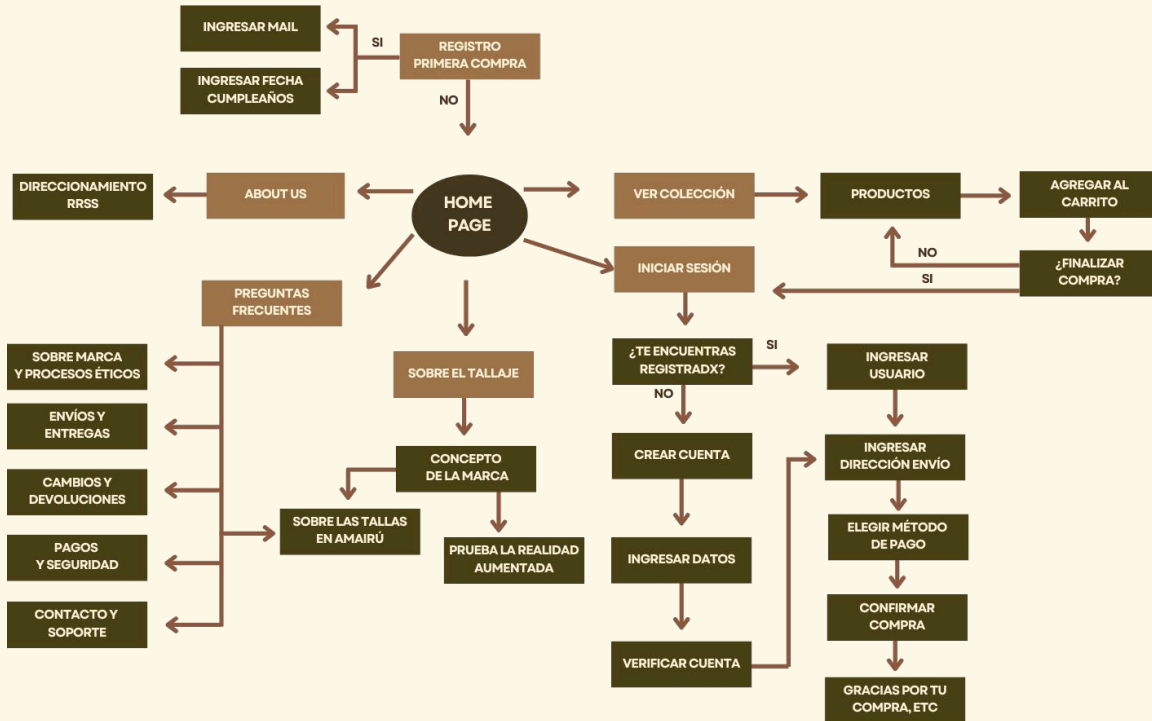 INGRESAR MAIL
SI
REGISTRO
PRIMERA COMPRA
INGRESAR FECHA
CUMPLEAÑOS
NO
DIRECCIONAMIENTO
RRSS
ABOUT US
HOME
PAGE
VER COLECCIÓN
PRODUCTOS
AGREGAR AL
CARRITO
INICIAR SESIÓN
NO
SI
¿FINALIZAR
COMPRA?
PREGUNTAS
FRECUENTES
SOBRE MARCA
Y PROCESOS ÉTICOS
ENVÍOS Y
ENTREGAS
CAMBIOS Y
DEVOLUCIONES
PAGOS
Y SEGURIDAD
CONTACTO Y
SOPORTE
SOBRE EL TALLAJE
CONCEPTO
DE LA MARCA
SOBRE LAS TALLAS
EN AMAIRÚ
PRUEBA LA REALIDAD
AUMENTADA
¿TE ENCUENTRAS
REGISTRADX?
SI
NO
CREAR CUENTA
INGRESAR DATOS
VERIFICAR CUENTA
INGRESAR
USUARIO
INGRESAR
DIRECCIÓN ENVÍO
ELEGIR MÉTODO
DE PAGO
CONFIRMAR
COMPRA
GRACIAS POR TU
COMPRA, ETC